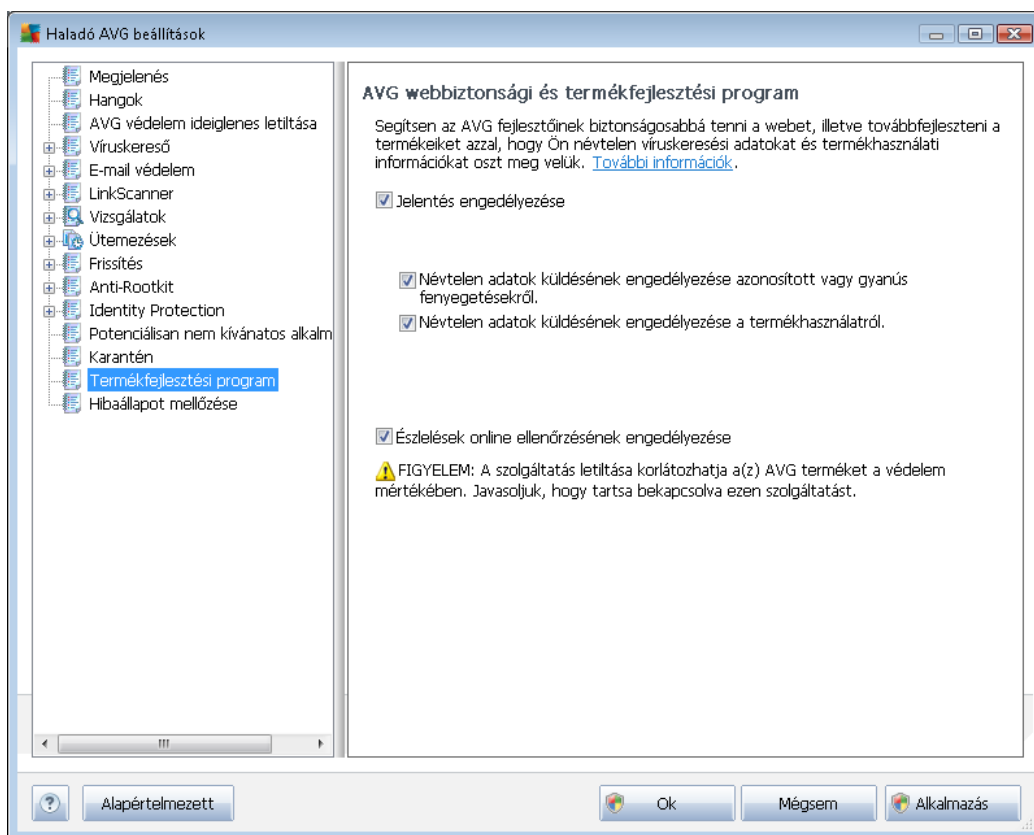 Haladó AVG beállítások
Megjelenés
Hangok
AVG védelem ideiglenes letiltása
Víruskereső
E-mail védelem
LinkScanner
Vizsgálatok
Ütemezések
Frissítés
Anti-Rootkit
Identity Protection
Potenciálisan nem kívánatos alkalm
Karantén
Termékfejlesztési program
Hibaállapot mellőzése
AVG webbiztonsági és termékfejlesztési program
Segítsen az AVG fejlesztőinek biztonságosabbá tenni a webet, illetve továbbfejleszteni a
termékeiket azzal, hogy Ön névtelen víruskeresési adatokat és termékhasználati
információkat oszt meg velük. További információk.
Jelentés engedélyezése
Névtelen adatok küldésének engedélyezése azonosított vagy gyanús
fenyegetésekről.
Névtelen adatok küldésének engedélyezése a termékhasználatról.
Észlelések online ellenőrzésének engedélyezése
FIGYELEM: A szolgáltatás letiltása korlátozhatja a(z) AVG terméket a védelem
mértékében. Javasoljuk, hogy tartsa bekapcsolva ezen szolgáltatást.
?
Alapértelmezett
Ok
Mégsem
Alkalmazás